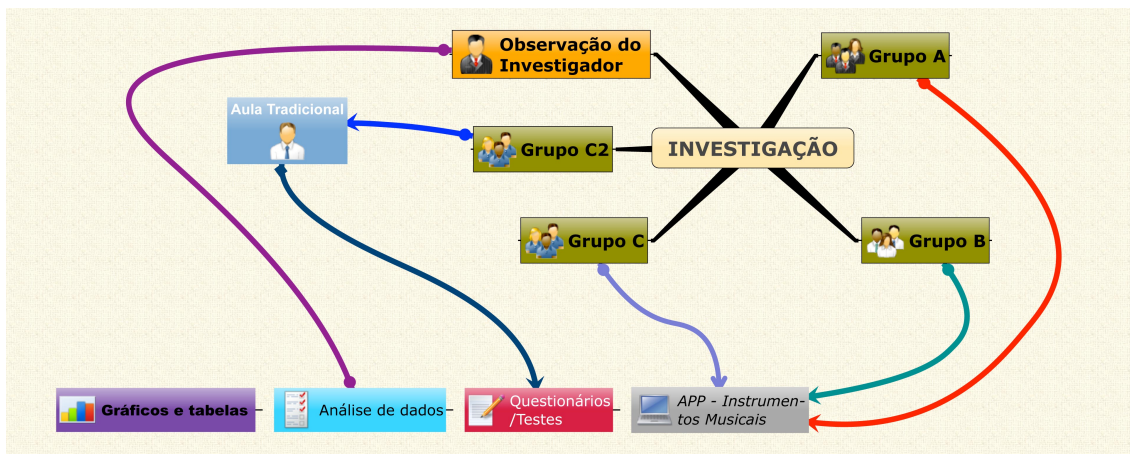 Observação do
Investigador
Grupo A
Aula Tradicional
Grupo C2
INVESTIGAÇÃO
Grupo C
Grupo B
Gráficos e tabelas
Análise de dados
Questionários
/Testes
APP - Instrumen-
tos Musicais